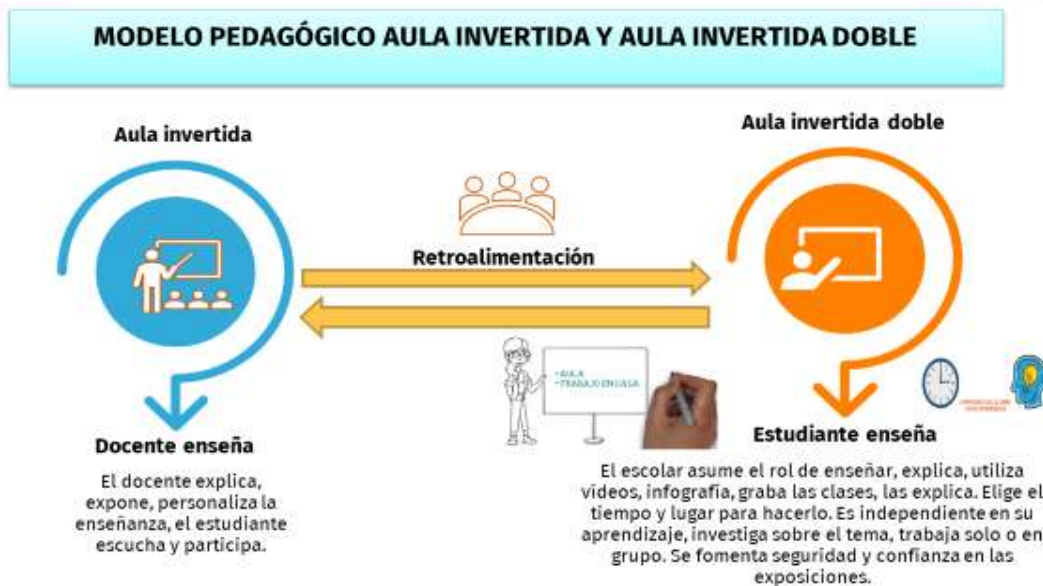 MODELO PEDAGÓGICO AULA INVERTIDA Y AULA INVERTIDA DOBLE
Aula invertida
Aula invertida doble
Retroalimentación
-AULA
-TRABAJO EN CASA
Docente enseña
El docente explica,
expone, personaliza la
enseñanza, el estudiante
escucha y participa.
Estudiante enseña
El escolar asume el rol de enseñar, explica, utiliza
vídeos, infografía, graba las clases, las explica. Elige el
tiempo y lugar para hacerlo. Es independiente en su
aprendizaje, investiga sobre el tema, trabaja solo o en
grupo. Se fomenta seguridad y confianza en las
exposiciones.